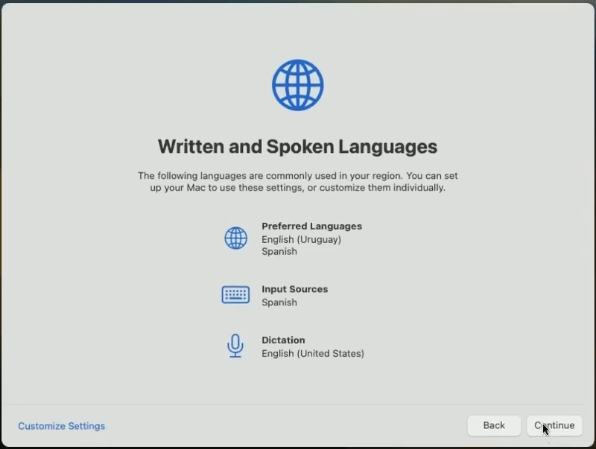 Written and Spoken Languages
The following languages are commonly used in your region. You can set
up your Mac to use these settings, or customize them individually.
Preferred Languages
English (Uruguay)
Spanish
Input Sources
Spanish
Dictation
English (United States)
Customize Settings
Back
Continue